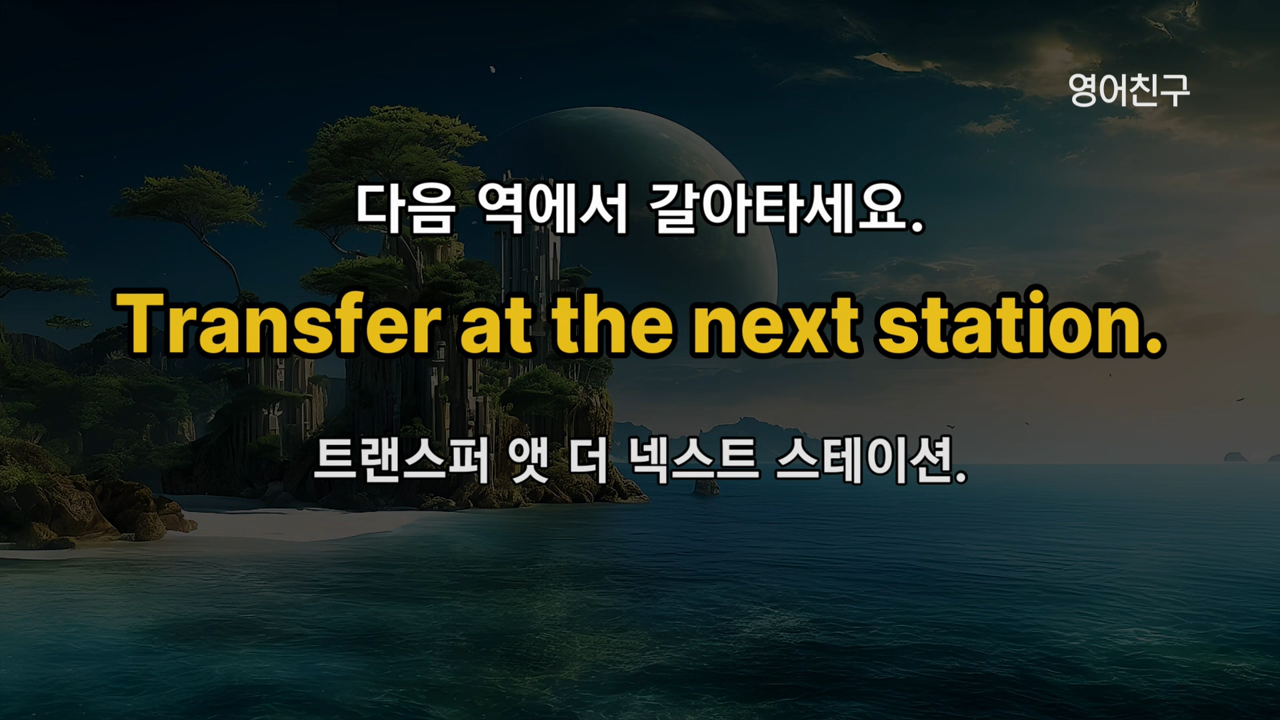 영어친구
다음 역에서 갈아타세요.
Transfer at the next station.
트랜스퍼 앳 더 넥스트 스테이션.